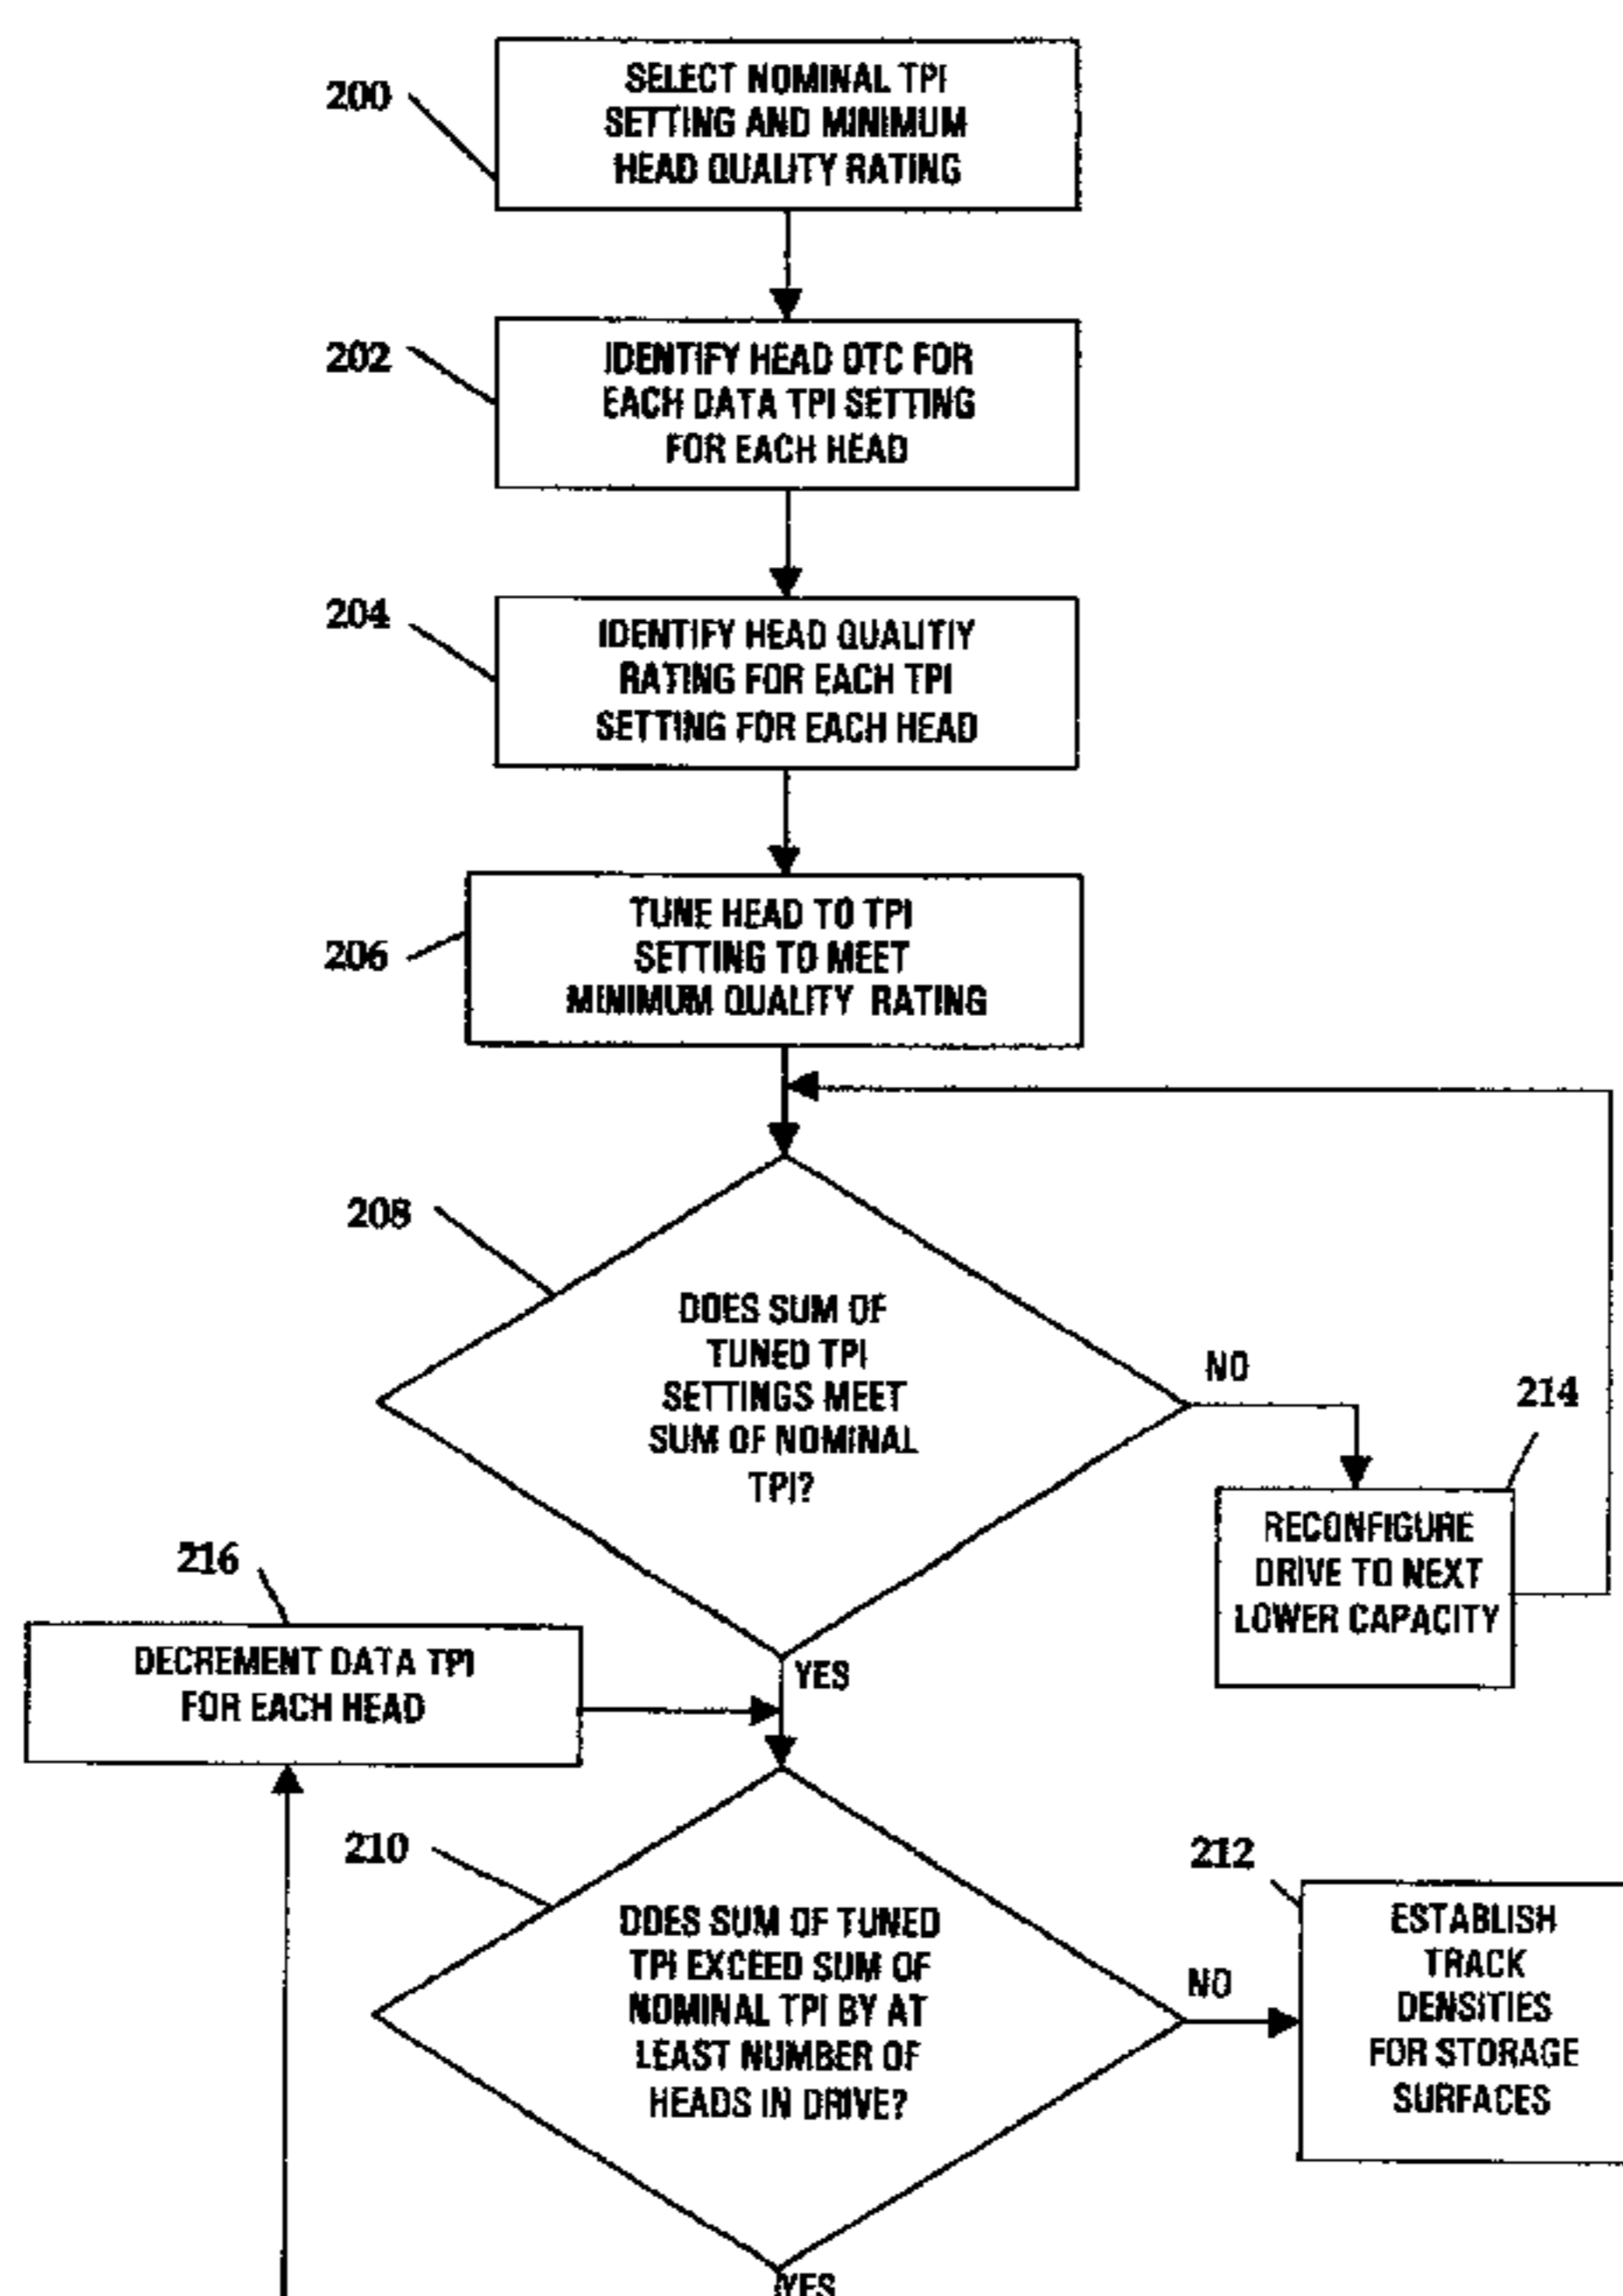 200
SELECT NOMINAL TPI
SETTING AND MINIMUM
HEAD QUALITY RATING
202
IDENTIFY HEAD OTC FOR
EACH DATA TPI SETTING
FOR EACH HEAD
204
IDENTIFY HEAD QUALITIY
RATING FOR EACH TPI
SETTING FOR EACH HEAD
206
TUNE HEAD TO TPI
SETTING TO MEET
MINIMUM QUALITY RATING
208
DOES SUM OF
TUNED TPI
SETTINGS MEET
SUM OF NOMINAL
TPI?
NO
214
RECONFIGURE
DRIVE TO NEXT
LOWER CAPACITY
216
DECREMENT DATA TPI
FOR EACH HEAD
YES
210
DOES SUM OF TUNED
TPI EXCEED SUM OF
NOMINAL TPI BY AT
LEAST NUMBER OF
HEADS IN DRIVE?
NO
212
ESTABLISH
TRACK
DENSITIES
FOR STORAGE
SURFACES
YES